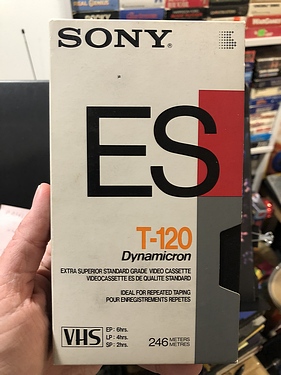 SONY®
ES
T-120
Dynamicron
EXTRA SUPERIOR STANDARD GRADE VIDEO CASSETTE
VIDEOCASSETTE ES DE QUALITE STANDARD
IDEAL FOR REPEATED TAPING
POUR ENREGISTREMENTS REPETES
VHS
EP : 6hrs.
LP : 4hrs.
SP : 2hrs.
246 METERS
METRES